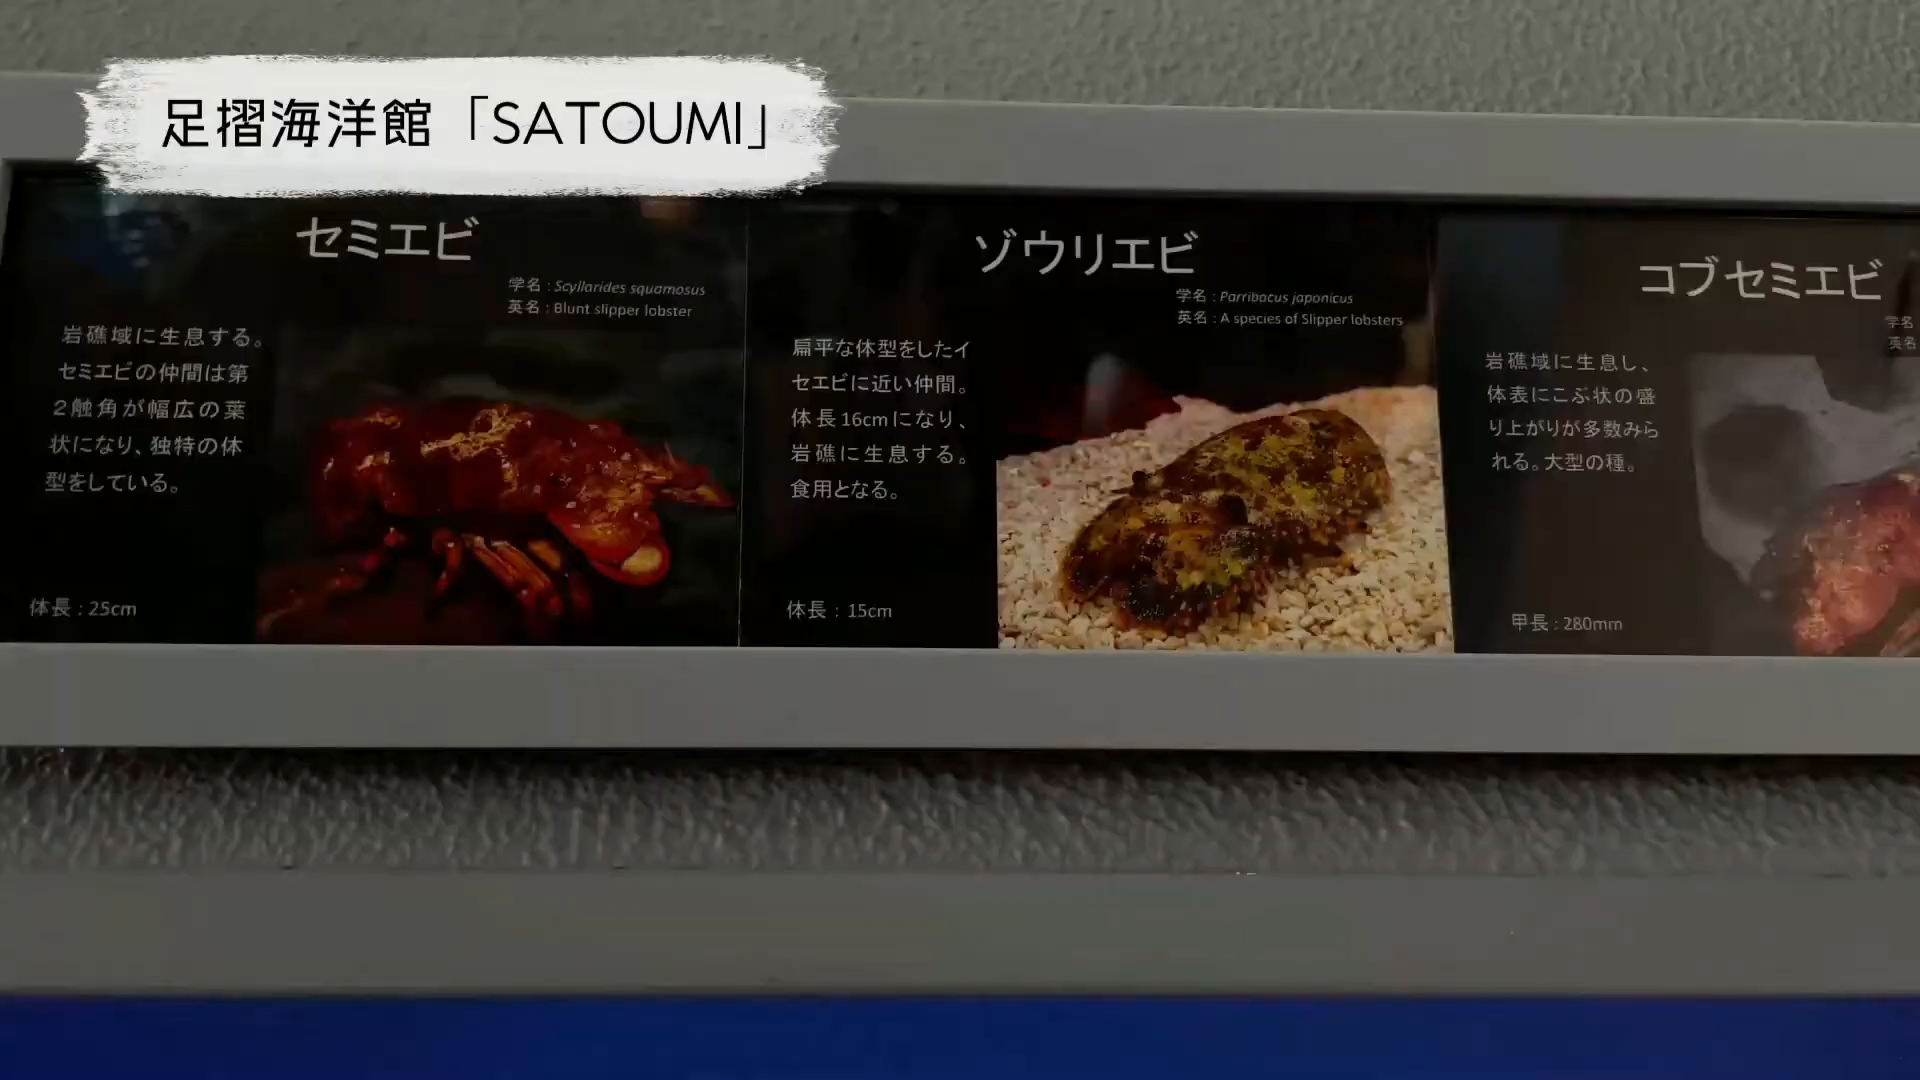 足摺海洋館「SATOUMI」
セミエビ
学名 : Scyllarides squamosus
英名 : Blunt slipper lobster
岩礁域に生息する。
セミエビの仲間は第
２触角が幅広の葉
状になり、独特の体
型をしている。
体長 : 25cm
ゾウリエビ
学名 : Parribacus japonicus
英名 : A species of Slipper lobsters
扁平な体型をしたイ
セエビに近い仲間。
体長16cmになり、
岩礁に生息する。
食用となる。
体長 : 15cm
コブセミエビ
学名
英名
岩礁域に生息し、
体表にこぶ状の盛
り上がりが多数みら
れる。大型の種。
甲長 : 280mm